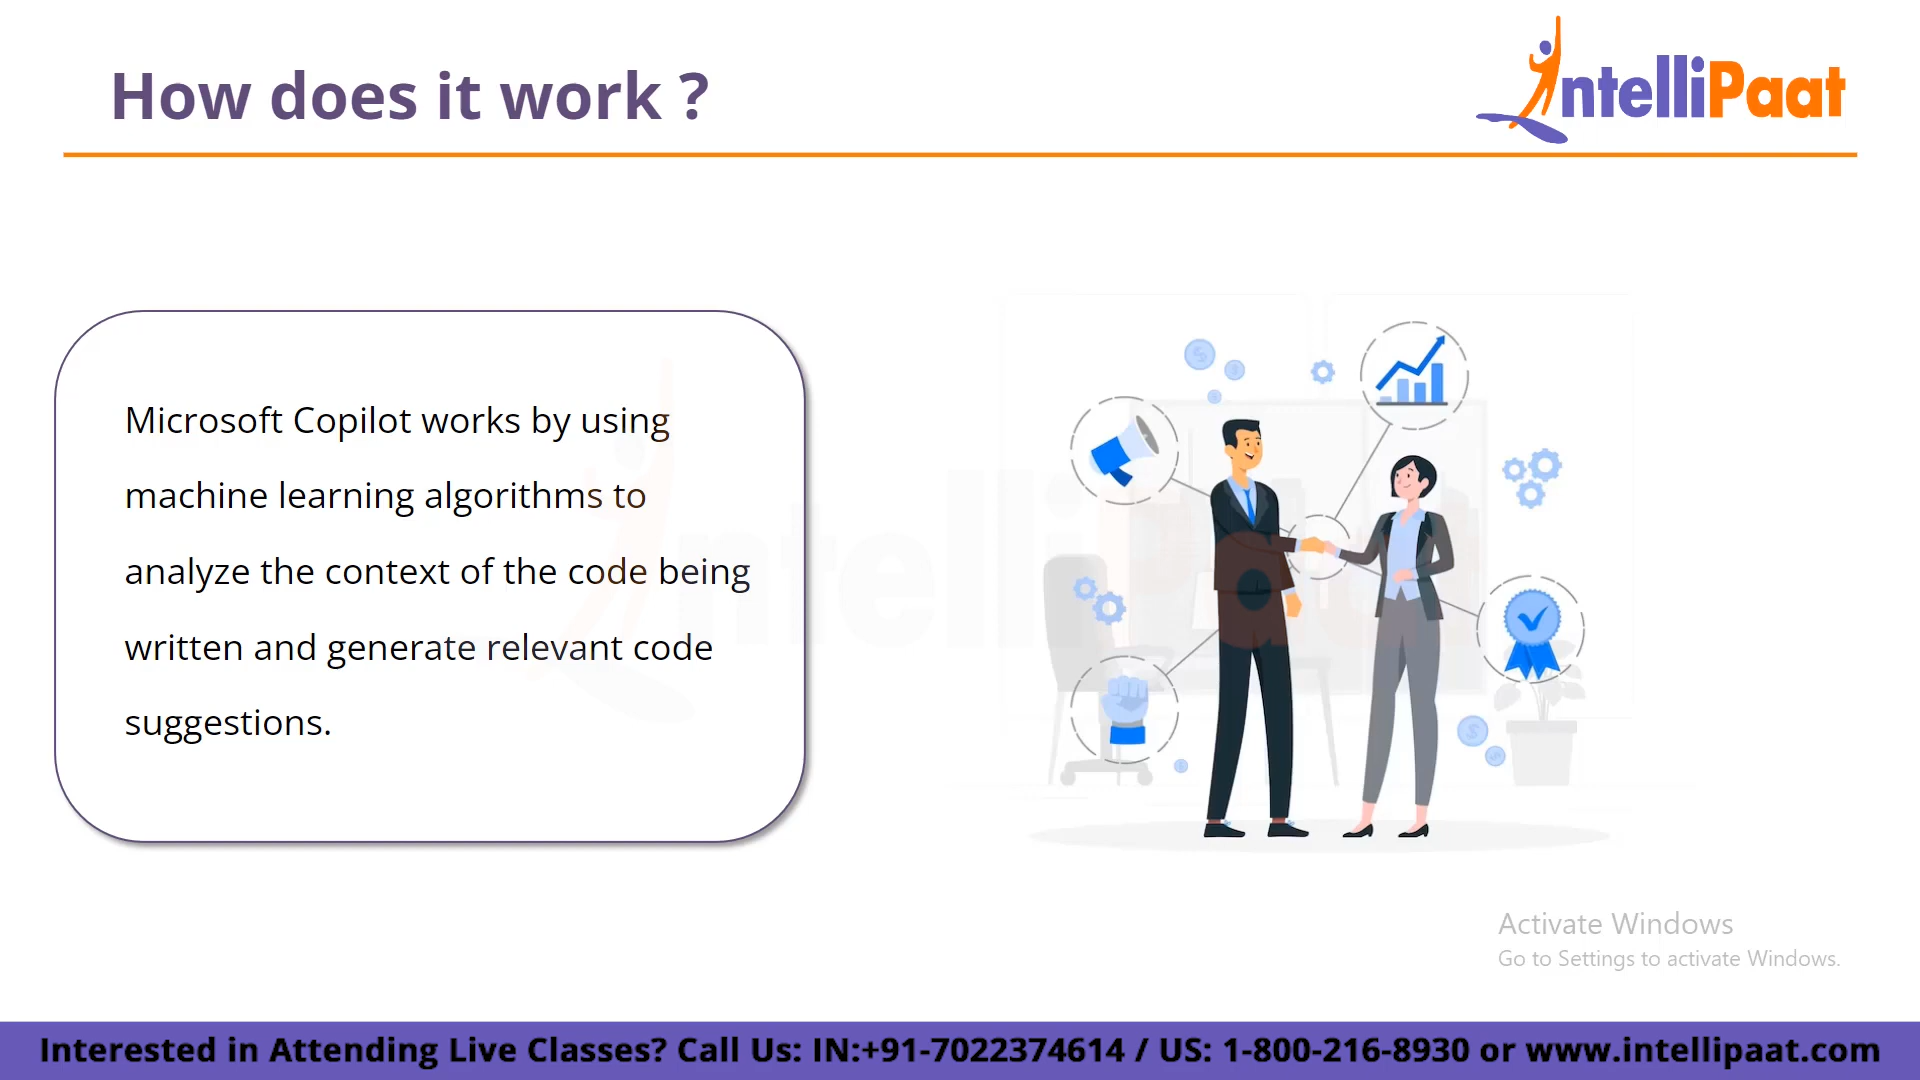 How does it work ?
IntelliPaat
Microsoft Copilot works by using
machine learning algorithms to
analyze the context of the code being
written and generate relevant code
suggestions.
Activate Windows
Go to Settings to activate Windows.
Interested in Attending Live Classes? Call Us: IN:+91-7022374614 / US: 1-800-216-8930 or www.intellipaat.com